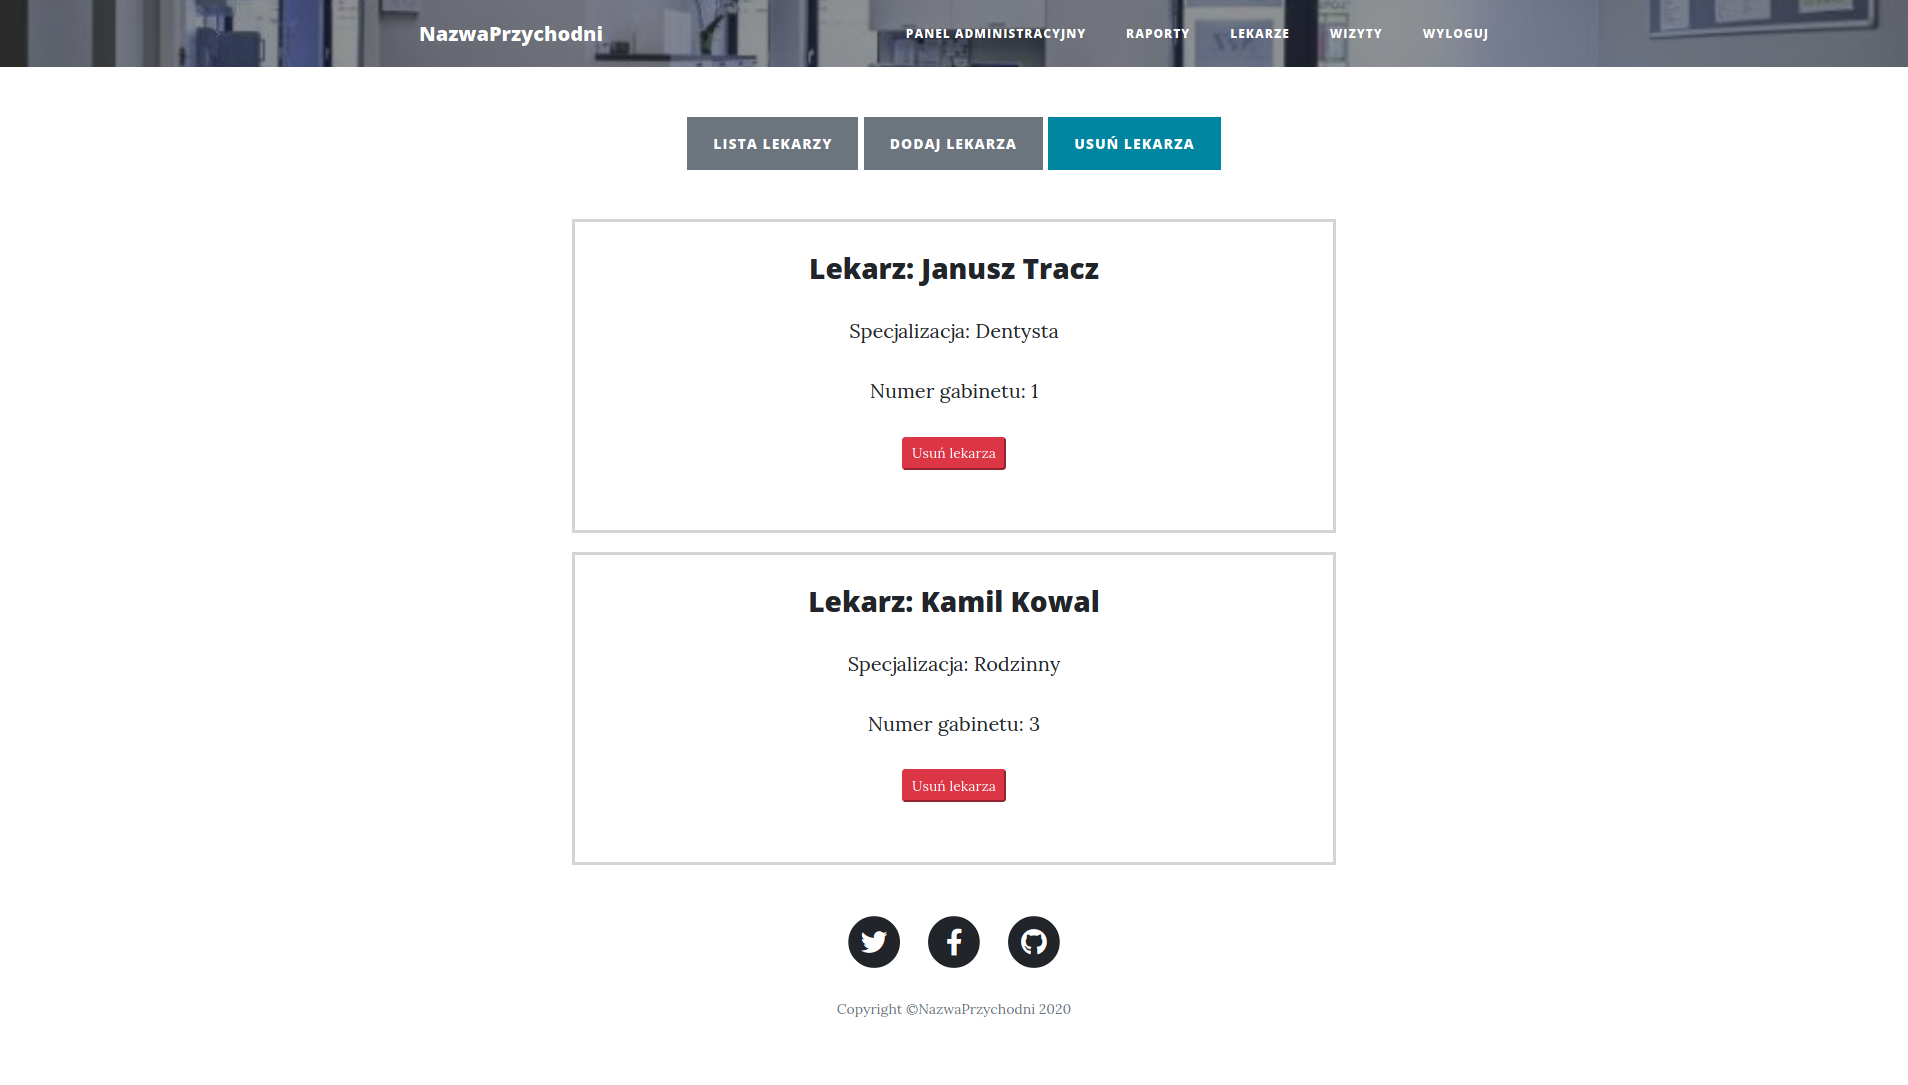 NazwaPrzychodni PANEL ADMINISTRACYJNY RAPORTY LEKARZE WIZYTY WYLOGUJ
LISTA LEKARZY DODAJ LEKARZA USUŃ LEKARZA
Lekarz: Janusz Tracz
Specjalizacja: Dentysta
Numer gabinetu: 1
Usuń lekarza
Lekarz: Kamil Kowal
Specjalizacja: Rodzinny
Numer gabinetu: 3
Usuń lekarza
Copyright ©NazwaPrzychodni 2020